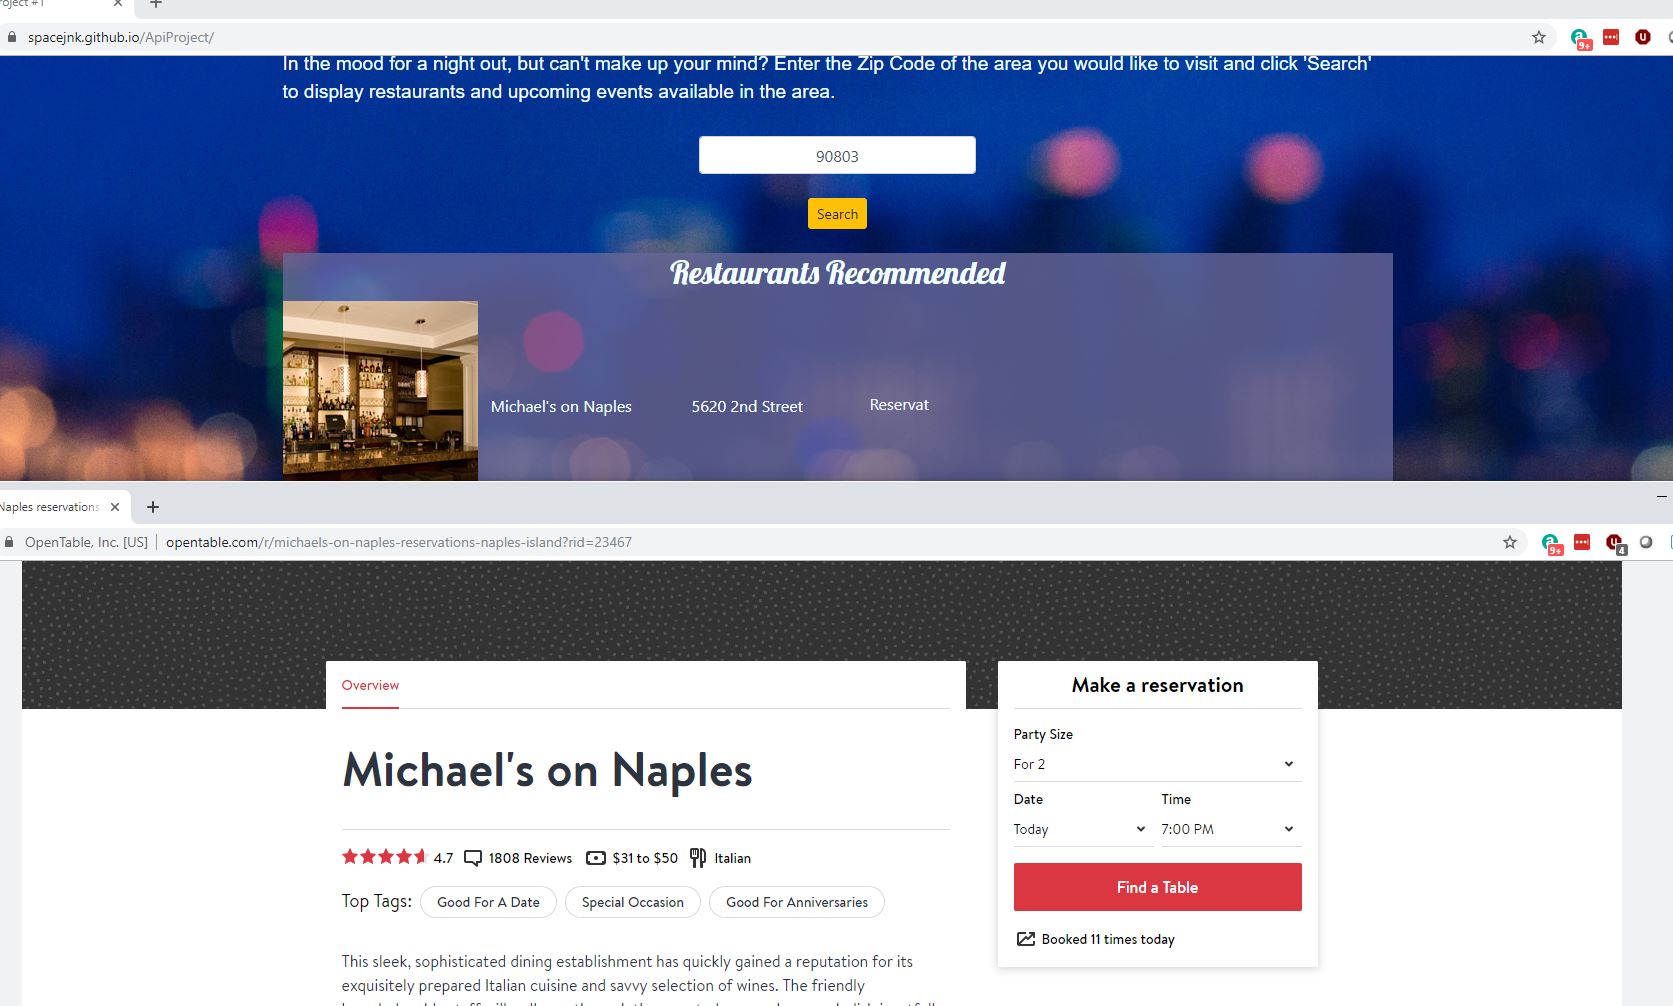 roject #1
spacejnk.github.io/ApiProject/
9+
In the mood for a night out, but can't make up your mind? Enter the Zip Code of the area you would like to visit and click 'Search'
to display restaurants and upcoming events available in the area.
90803
Search
Restaurants Recommended
Michael's on Naples
5620 2nd Street
Reservat
Naples reservations
OpenTable, Inc. [US]
opentable.com/r/michaels-on-naples-reservations-naples-island?rid=23467
9+
4
Overview
Michael's on Naples
4.7 1808 Reviews $31 to $50 Italian
Top Tags: Good For A Date Special Occasion Good For Anniversaries
This sleek, sophisticated dining establishment has quickly gained a reputation for its
exquisitely prepared Italian cuisine and savvy selection of wines. The friendly
Make a reservation
Party Size
For 2
Date Time
Today 7:00 PM
Find a Table
Booked 11 times today